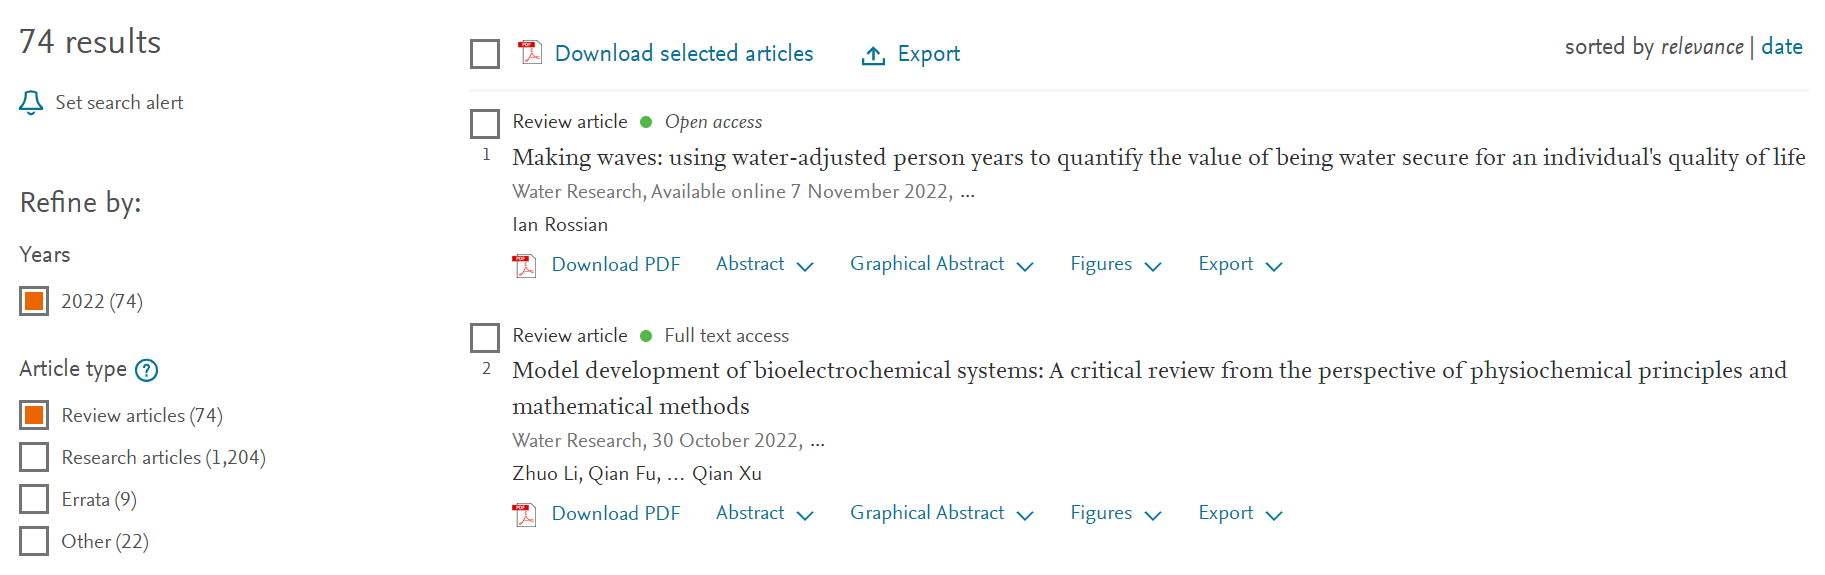 74 results
Set search alert
Refine by:
Years
2022 (74)
Article type ?
Review articles (74)
Research articles (1,204)
Errata (9)
Other (22)
PDF Download selected articles Export
sorted by relevance | date
Review article Open access
1 Making waves: using water-adjusted person years to quantify the value of being water secure for an individual's quality of life
Water Research, Available online 7 November 2022, ...
Ian Rossian
PDF Download PDF Abstract Graphical Abstract Figures Export
Review article Full text access
2 Model development of bioelectrochemical systems: A critical review from the perspective of physiochemical principles and
mathematical methods
Water Research, 30 October 2022, ...
Zhuo Li, Qian Fu, … Qian Xu
PDF Download PDF Abstract Graphical Abstract Figures Export